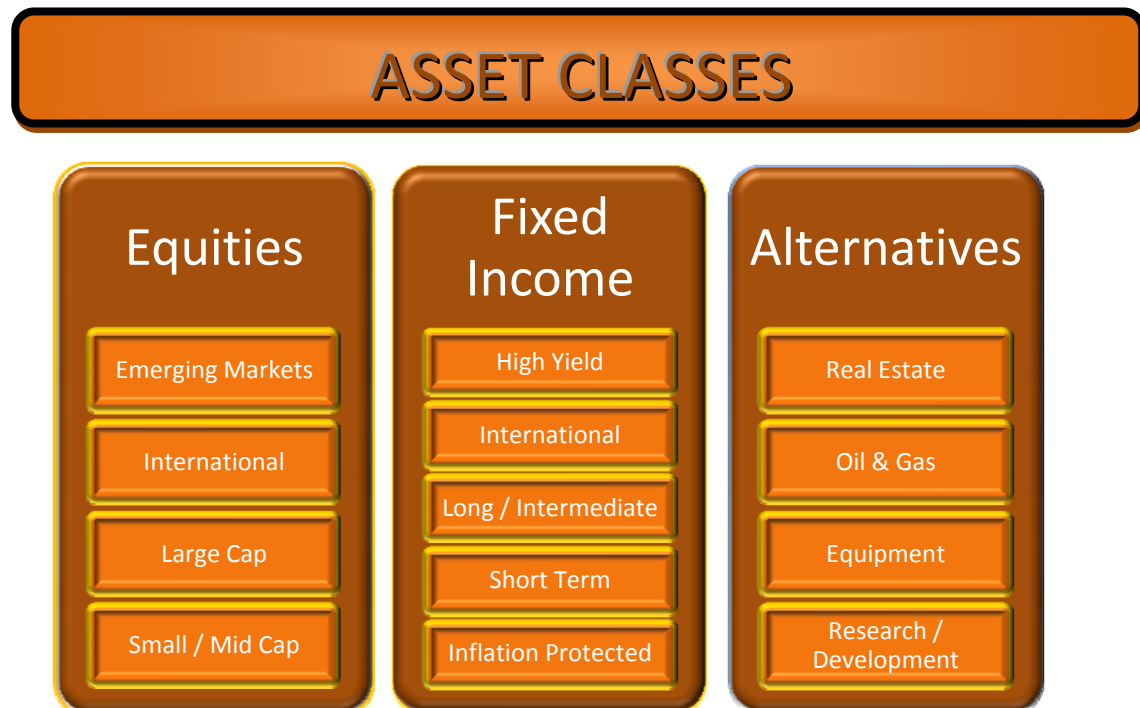 ASSET CLASSES
Equities
Emerging Markets
International
Large Cap
Small / Mid Cap
Fixed
Income
High Yield
International
Long / Intermediate
Short Term
Inflation Protected
Alternatives
Real Estate
Oil & Gas
Equipment
Research /
Development